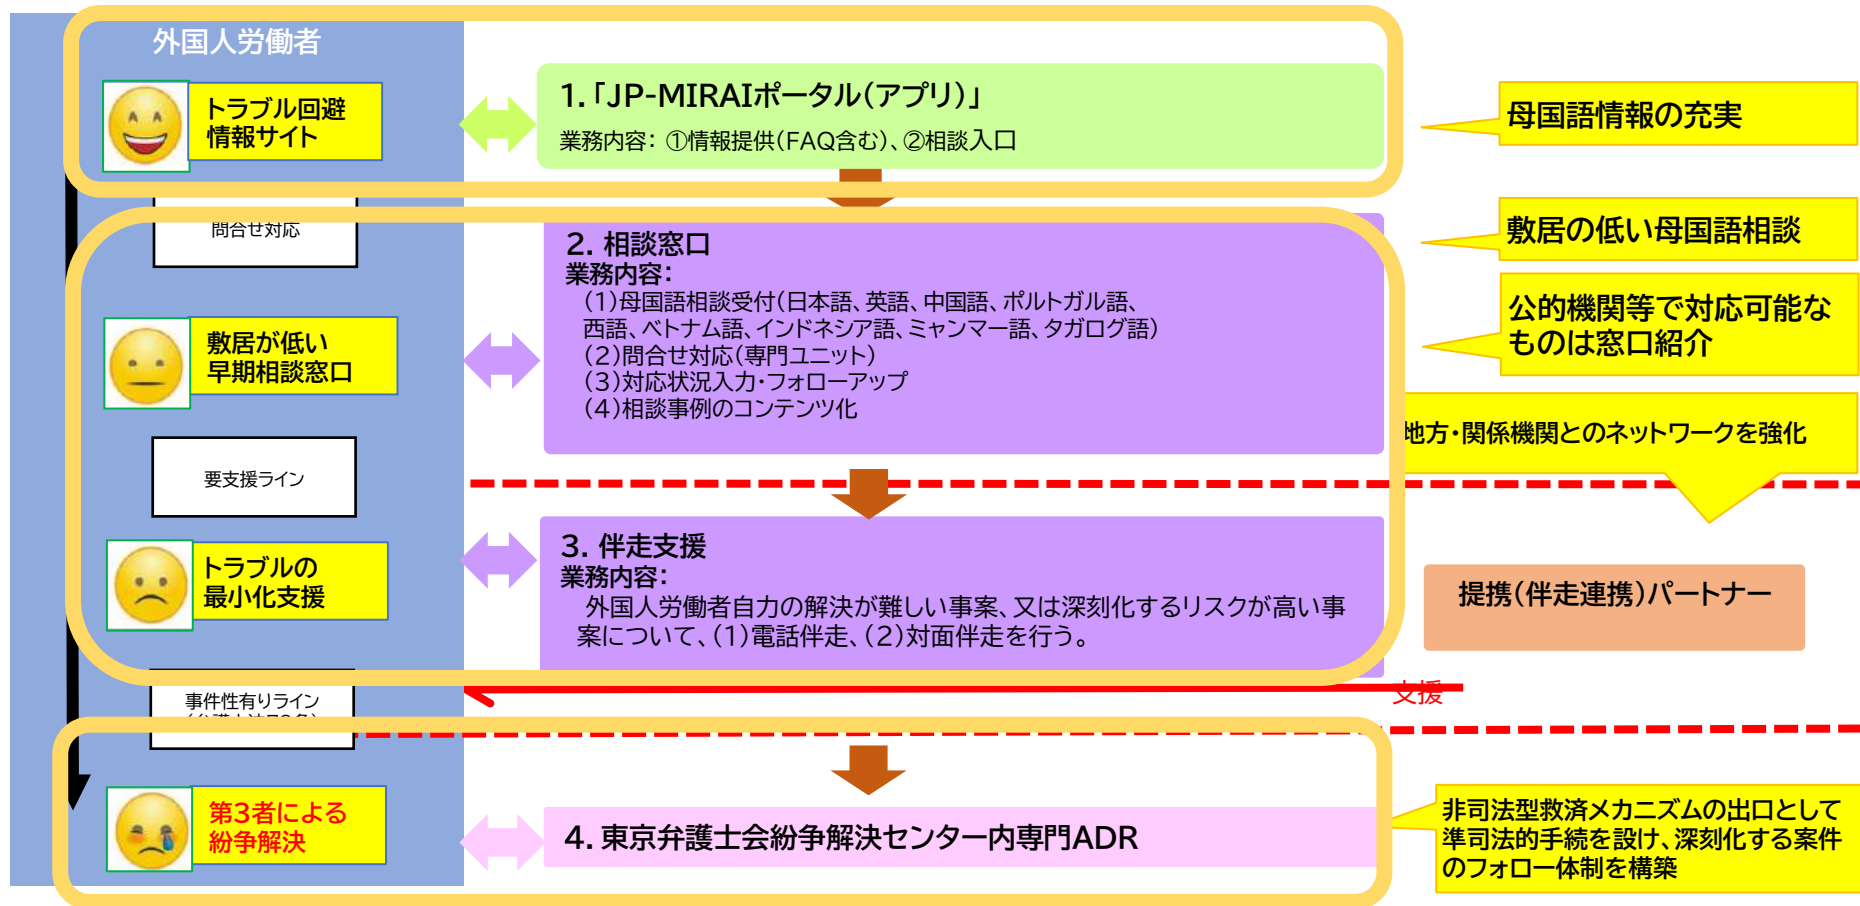 外国人労働者
トラブル回避
情報サイト
1.「JP-MIRAIポータル(アプリ)」
業務内容: ①情報提供(FAQ含む)、②相談入口
母国語情報の充実
問合せ対応
敷居が低い
早期相談窓口
2. 相談窓口
業務内容:
(1)母国語相談受付(日本語、英語、中国語、ポルトガル語、
西語、ベトナム語、インドネシア語、ミャンマー語、タガログ語)
(2)問合せ対応(専門ユニット)
(3)対応状況入力・フォローアップ
(4)相談事例のコンテンツ化
敷居の低い母国語相談
公的機関等で対応可能な
ものは窓口紹介
地方・関係機関とのネットワークを強化
要支援ライン
トラブルの
最小化支援
3. 伴走支援
業務内容:
外国人労働者自力の解決が難しい事案、又は深刻化するリスクが高い事
案について、(1)電話伴走、(2)対面伴走を行う。
提携(伴走連携)パートナー
支援
事件性有りライン
第3者による
紛争解決
4. 東京弁護士会紛争解決センター内専門ADR
非司法型救済メカニズムの出口として
準司法的手続を設け、深刻化する案件
のフォロー体制を構築